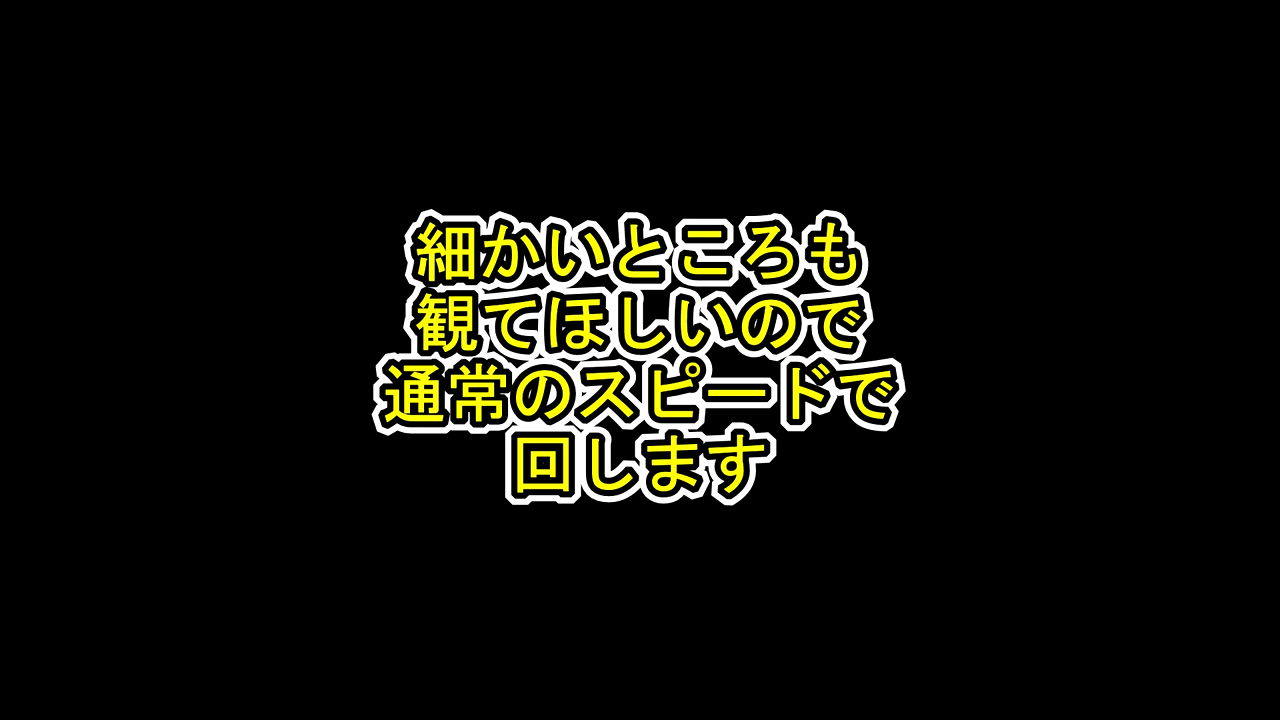 細かいところも
観てほしいので
通常のスピードで
回します